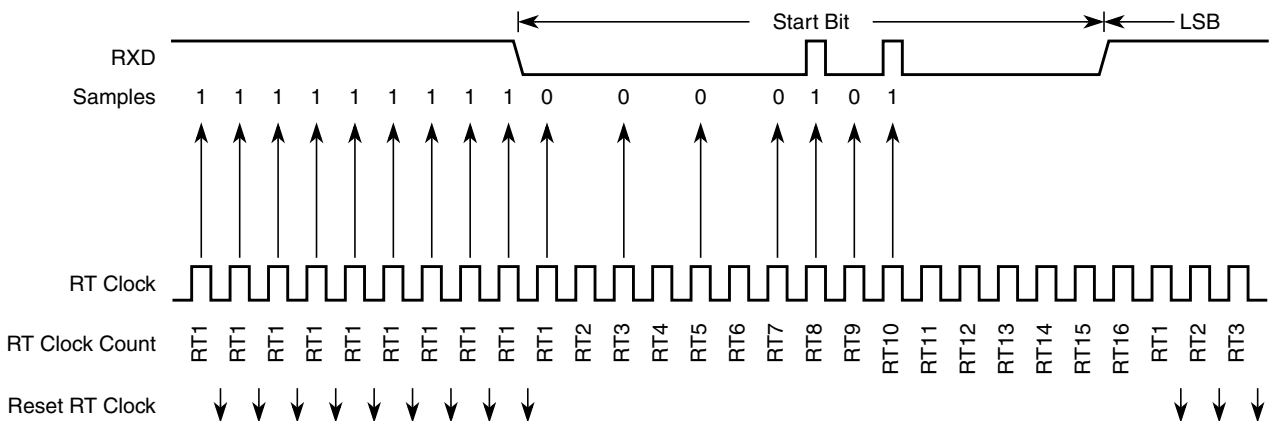 Start Bit LSB
RXD
Samples 1 1 1 1 1 1 1 1 1 0 0 0 0 1 0 1
RT Clock
RT Clock Count RT1 RT1 RT1 RT1 RT1 RT1 RT1 RT1 RT1 RT1 RT2 RT3 RT4 RT5 RT6 RT7 RT8 RT9 RT10 RT11 RT12 RT13 RT14 RT15 RT16 RT1 RT2 RT3
Reset RT Clock